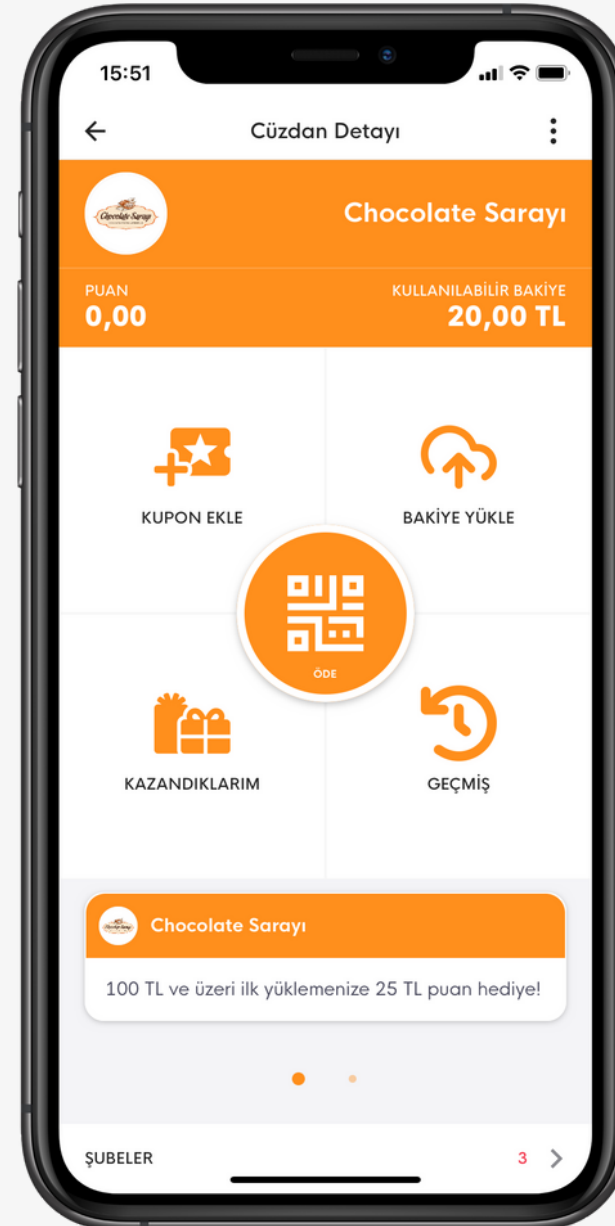 15:51
Cüzdan Detayı
Chocolate Sarayı
Chocolate Sarayı
PUAN
KULLANILABİLİR BAKİYE
0,00
20,00 TL
KUPON EKLE
BAKİYE YÜKLE
ÖDE
KAZANDIKLARIM
GEÇMİŞ
Chocolate Sarayı
100 TL ve üzeri ilk yüklemenize 25 TL puan hediye!
ŞUBELER
3